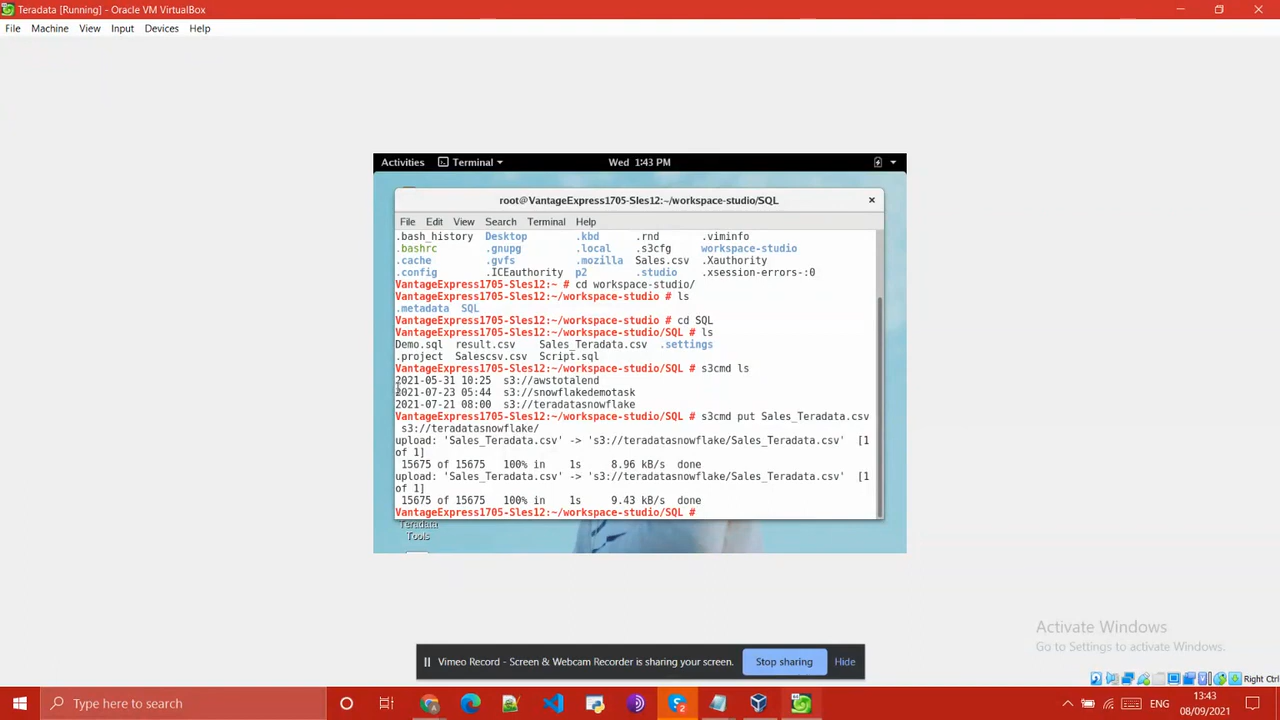 Teradata [Running] - Oracle VM VirtualBox
File Machine View Input Devices Help
Activities Terminal Wed 1:43 PM
root@VantageExpress1705-Sles12:~/workspace-studio/SQL
File Edit View Search Terminal Help
.bash_history Desktop .kbd .rnd .viminfo
.bashrc .gnupg .local .s3cfg workspace-studio
.cache .gvfs .mozilla Sales.csv .Xauthority
.config .ICEauthority p2 .studio .xsession-errors-:0
VantageExpress1705-Sles12:~ # cd workspace-studio/
VantageExpress1705-Sles12:~/workspace-studio # ls
.metadata SQL
VantageExpress1705-Sles12:~/workspace-studio # cd SQL
VantageExpress1705-Sles12:~/workspace-studio/SQL # ls
Demo.sql result.csv Sales_Teradata.csv .settings
.project Salescsv.csv Script.sql
VantageExpress1705-Sles12:~/workspace-studio/SQL # s3cmd ls
2021-05-31 10:25 s3://awstotalend
2021-07-23 05:44 s3://snowflakedemotask
2021-07-21 08:00 s3://teradatasnowflake
VantageExpress1705-Sles12:~/workspace-studio/SQL # s3cmd put Sales_Teradata.csv
s3://teradatasnowflake/
upload: 'Sales_Teradata.csv' -> 's3://teradatasnowflake/Sales_Teradata.csv' [1
of 1]
15675 of 15675 100% in 1s 8.96 kB/s done
upload: 'Sales_Teradata.csv' -> 's3://teradatasnowflake/Sales_Teradata.csv' [1
of 1]
15675 of 15675 100% in 1s 9.43 kB/s done
VantageExpress1705-Sles12:~/workspace-studio/SQL #
Teradata
Tools
Activate Windows
Go to Settings to activate Windows.
Vimeo Record - Screen & Webcam Recorder is sharing your screen. Stop sharing Hide
Right Ctrl
Type here to search
ENG
13:43
08/09/2021